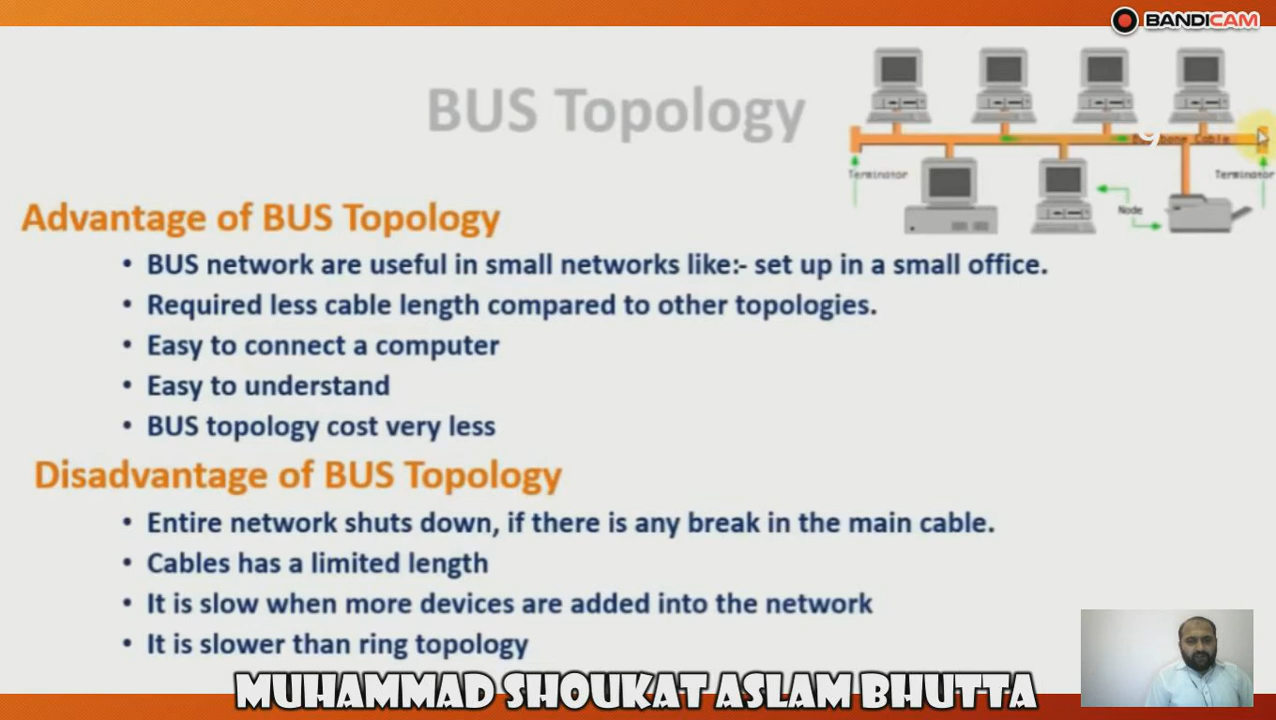 BANDICAM
BUS Topology
9
Backbone Cable
Terminator
Terminator
Node
Advantage of BUS Topology
• BUS network are useful in small networks like:- set up in a small office.
• Required less cable length compared to other topologies.
• Easy to connect a computer
• Easy to understand
• BUS topology cost very less
Disadvantage of BUS Topology
• Entire network shuts down, if there is any break in the main cable.
• Cables has a limited length
• It is slow when more devices are added into the network
• It is slower than ring topology
MUHAMMAD SHOUKAT ASLAM BHUTTA